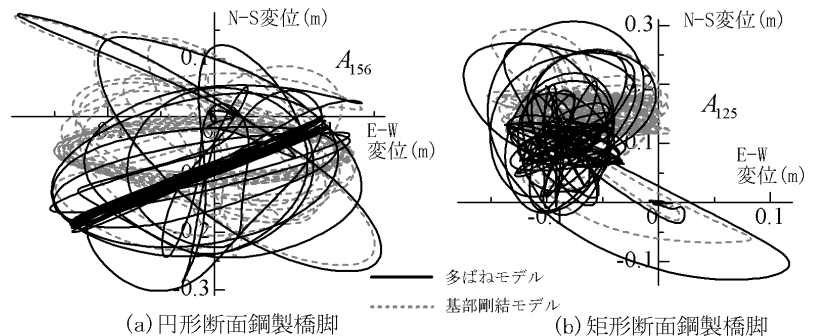 N-S変位(m)
0.1
A156
E-W
変位(m)
0.2
-0.3
(a)円形断面鋼製橋脚
0.3
N-S変位(m)
A125
0.1
E-W
変位(m)
0
0.1
-0.1
多ばねモデル
基部剛結モデル
(b)矩形断面鋼製橋脚